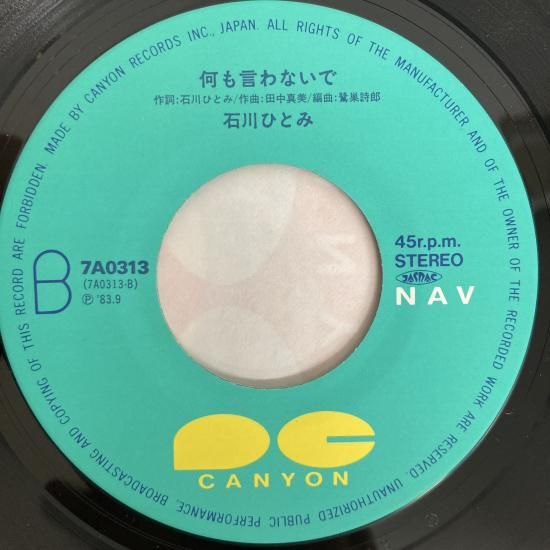 MADE BY CANYON RECORDS INC., JAPAN. ALL RIGHTS OF THE MANUFACTURER AND OF THE OWNER OF THE RECORDED WORK ARE RESERVED. UNAUTHORIZED PUBLIC PERFORMANCE, BROADCASTING AND COPYING OF THIS RECORD ARE FORBIDDEN.
何も言わないで
作詞:石川ひとみ/作曲:田中真美/編曲:鷺巣詩郎
石川ひとみ
B
7A0313
(7A0313-B)
Ⓟ '83.9
45r.p.m.
STEREO
JASRAC
NAV
PC
CANYON